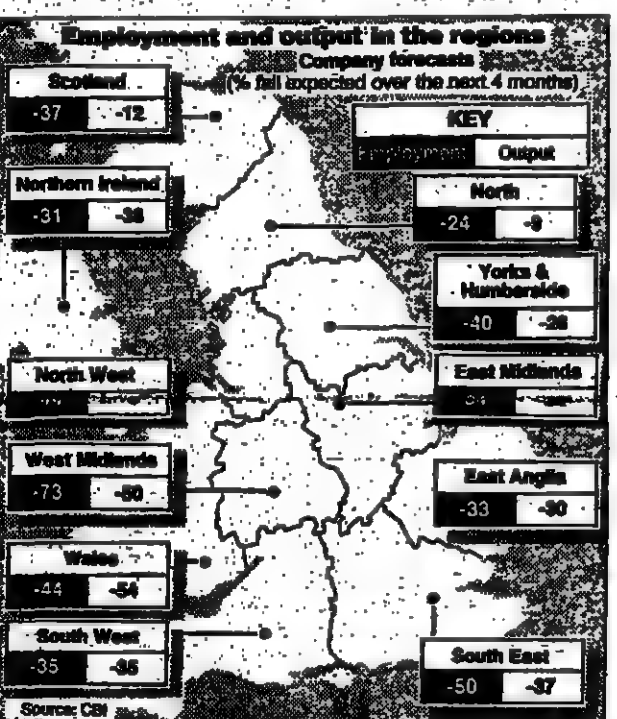 Employment and output in the regions
Company forecasts
(% fall expected over the next 4 months)
Scotland
-37 -12
KEY
Employment Output
Northern Ireland
-31
North
-24
Yorks &
Humberside
-40
North West
East Midlands
West Midlands
-73 -50
East Anglia
-33 -30
Wales
-44 -54
South West
-35 -35
South East
-50 -37
Source: CBI